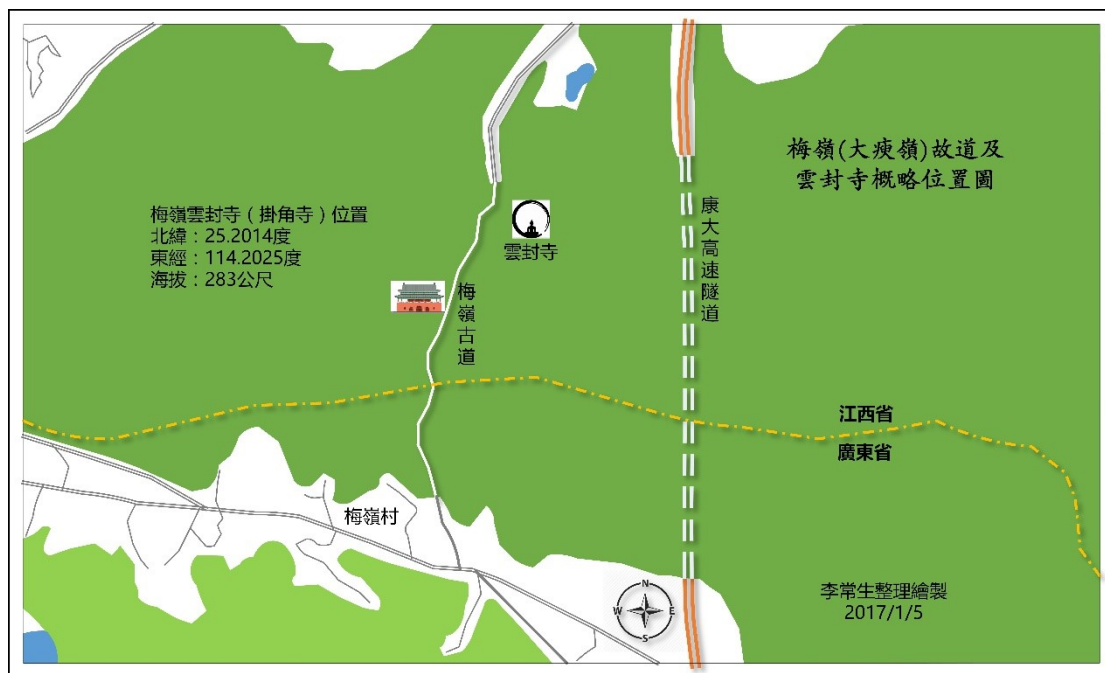 梅嶺(大瘐嶺)故道及
雲封寺概略位置圖
梅嶺雲封寺（掛角寺）位置
北緯：25.2014度
東經：114.2025度
海拔：283公尺
雲封寺
梅嶺古道
康大高速隧道
江西省
廣東省
梅嶺村
N
W
E
S
李常生整理繪製
2017/1/5